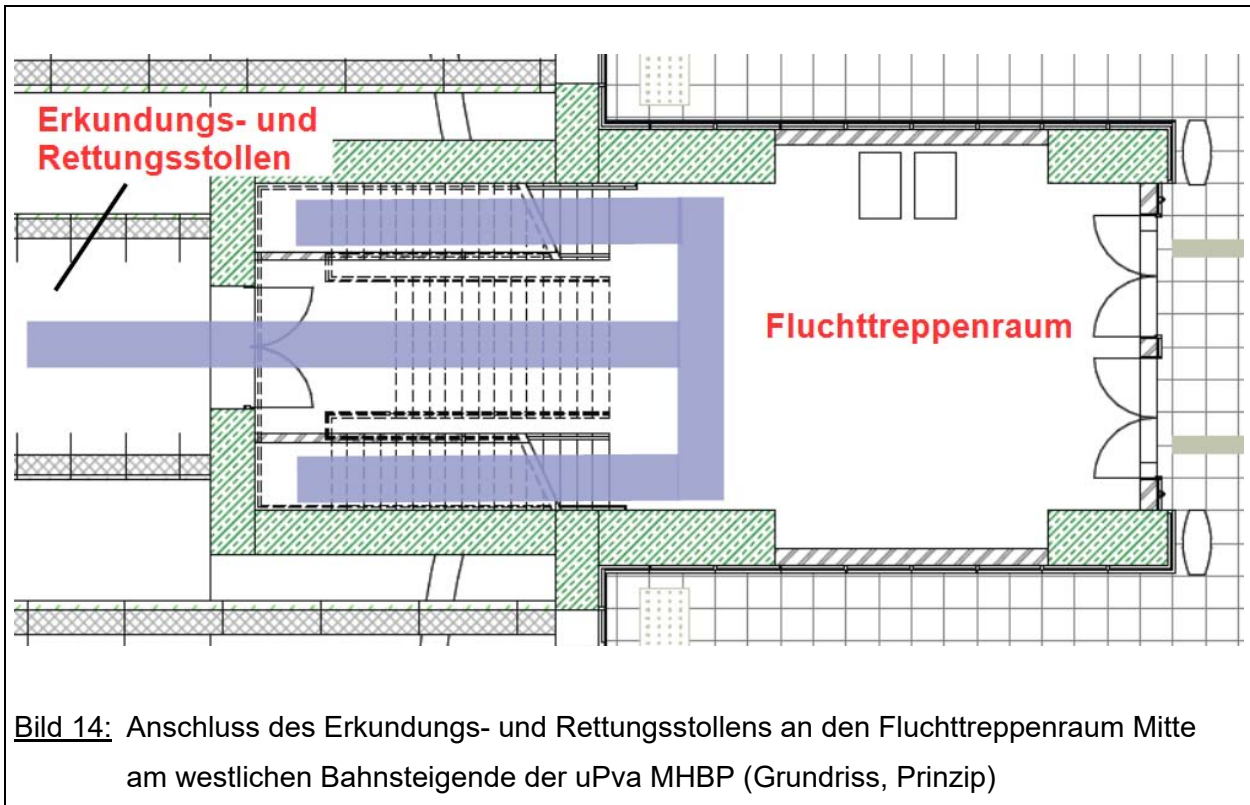 Erkundungs- und
Rettungsstollen
Fluchttreppenraum
Bild 14: Anschluss des Erkundungs- und Rettungsstollens an den Fluchttreppenraum Mitte
am westlichen Bahnsteigende der uPva MHBP (Grundriss, Prinzip)